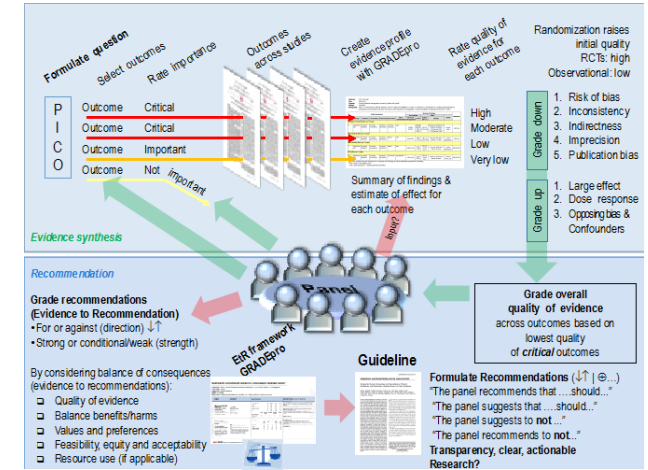 Formulate question
Select outcomes
Rate importance
Outcomes
across studies
Create
evidence profile
with GRADEpro
Rate quality of
evidence for
each outcome
Randomization raises
initial quality
RCTs: high
Observational: low
P
I
C
O
Outcome Critical
Outcome Critical
Outcome Important
Outcome Not
important
High
Moderate
Low
Very low
Grade down
1. Risk of bias
2. Inconsistency
3. Indirectness
4. Imprecision
5. Publication bias
Summary of findings &
estimate of effect for
each outcome
Grade up
1. Large effect
2. Dose response
3. Opposing bias &
Confounders
Input?
Evidence synthesis
Recommendation
Panel
Grade recommendations
(Evidence to Recommendation)
• For or against (direction) ↓↑
• Strong or conditional/weak (strength)
Grade overall
quality of evidence
across outcomes based on
lowest quality
of critical outcomes
EtR framework
GRADEpro
Guideline
By considering balance of consequences
(evidence to recommendations):
❑ Quality of evidence
❑ Balance benefits/harms
❑ Values and preferences
❑ Feasibility, equity and acceptability
❑ Resource use (if applicable)
Formulate Recommendations (↓↑ | ⊕...)
"The panel recommends that ....should..."
"The panel suggests that ....should..."
"The panel suggests to not ..."
"The panel recommends to not..."
Transparency, clear, actionable
Research?